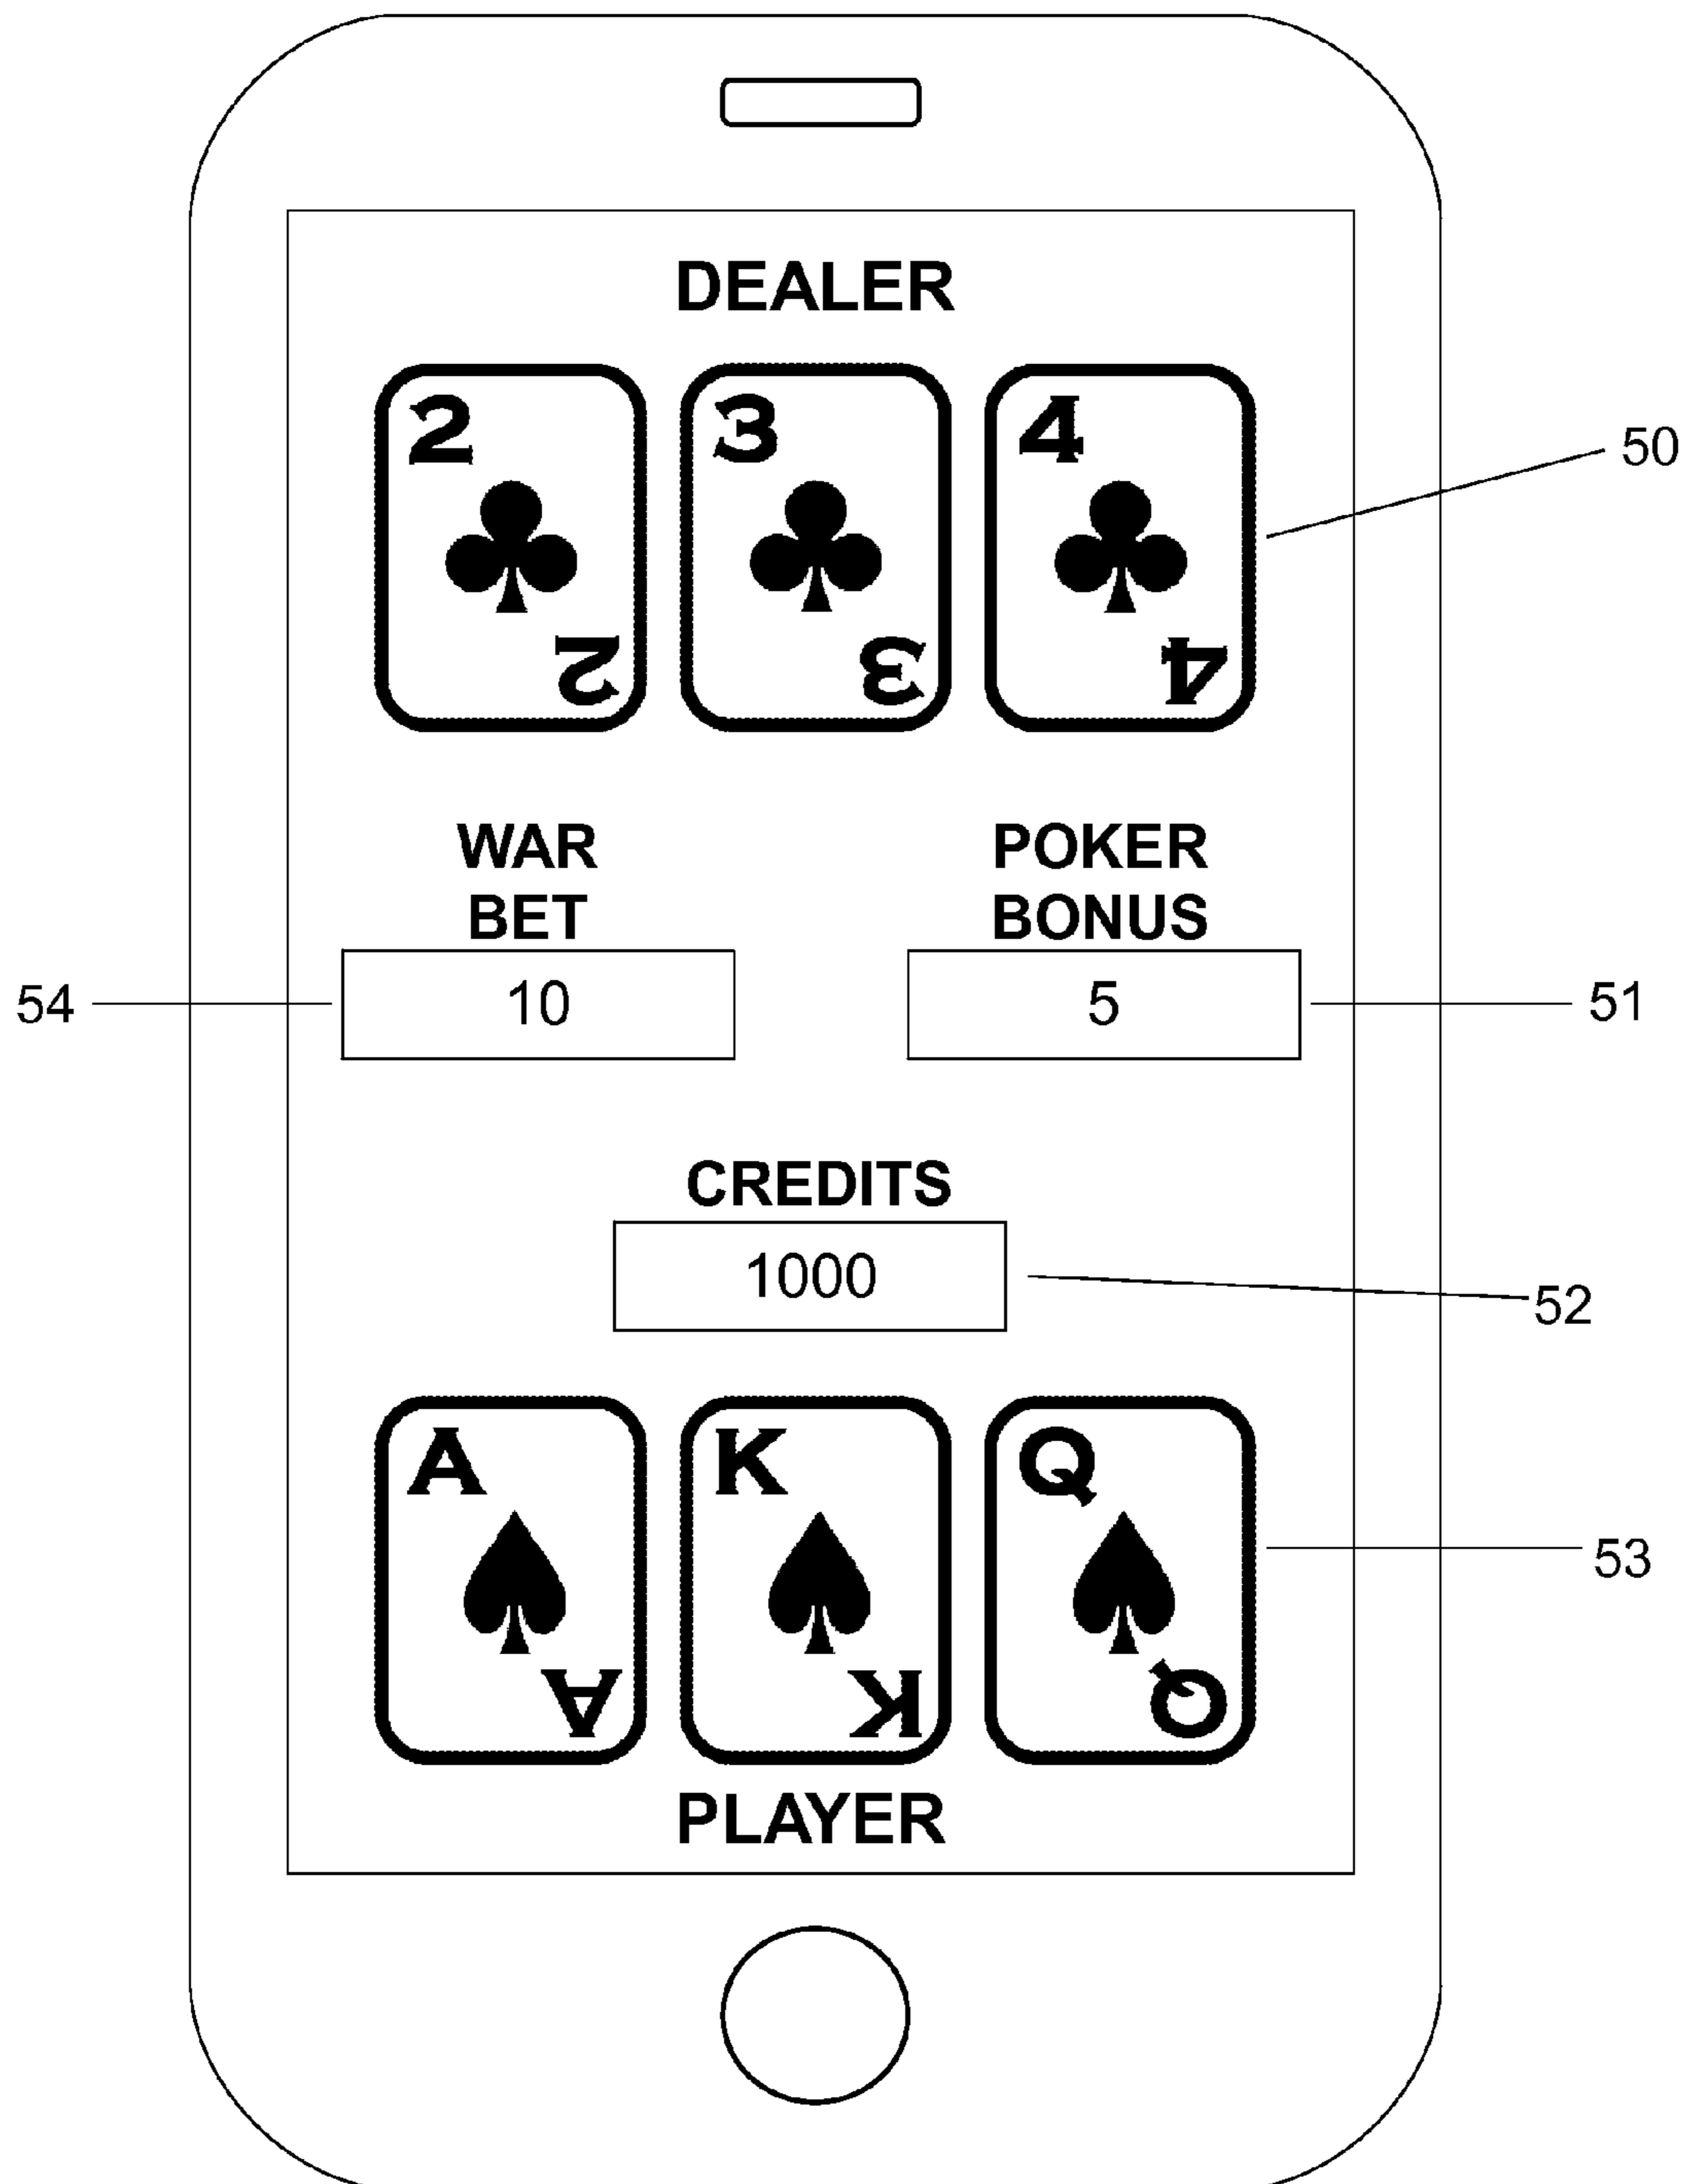 DEALER
2 3 4
50
2 3 4
WAR POKER
BET BONUS
54 10 5 51
CREDITS
1000
52
A K Q
53
A K Q
PLAYER